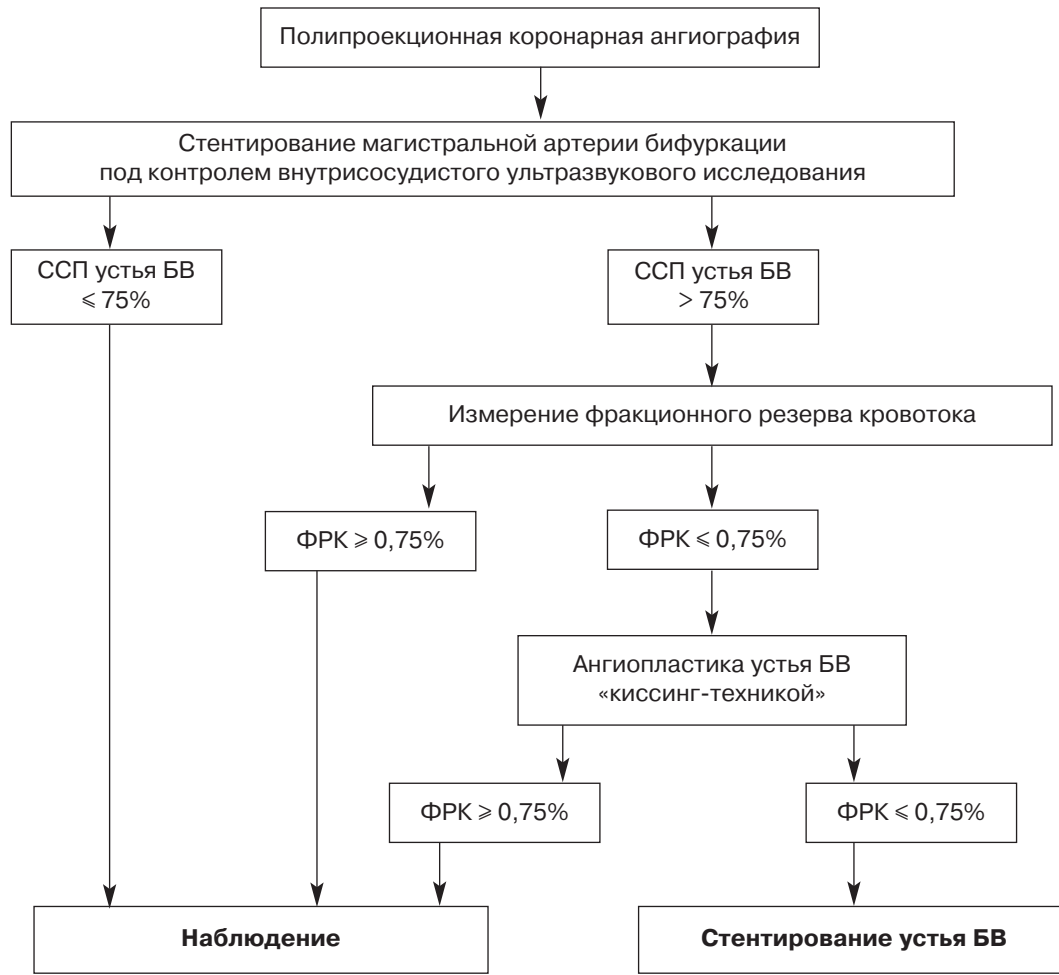 Полипроекционная коронарная ангиография
Стентирование магистральной артерии бифуркации
под контролем внутрисосудистого ультразвукового исследования
ССП устья БВ
⩽ 75%
ССП устья БВ
> 75%
Измерение фракционного резерва кровотока
ФРК ⩾ 0,75%
ФРК ⩽ 0,75%
Ангиопластика устья БВ
«киссинг-техникой»
ФРК ⩾ 0,75%
ФРК ⩽ 0,75%
Наблюдение
Стентирование устья БВ